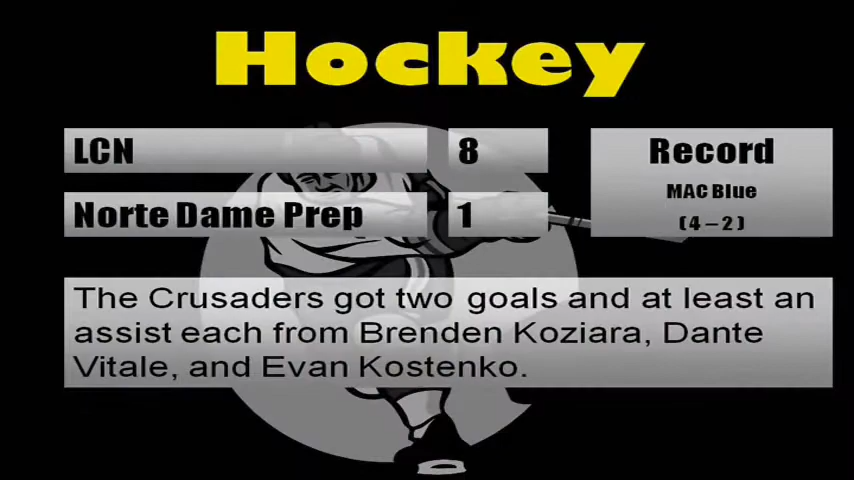 Hockey
LCN 8
Norte Dame Prep 1
Record
MAC Blue
(4–2)
The Crusaders got two goals and at least an
assist each from Brenden Koziara, Dante
Vitale, and Evan Kostenko.